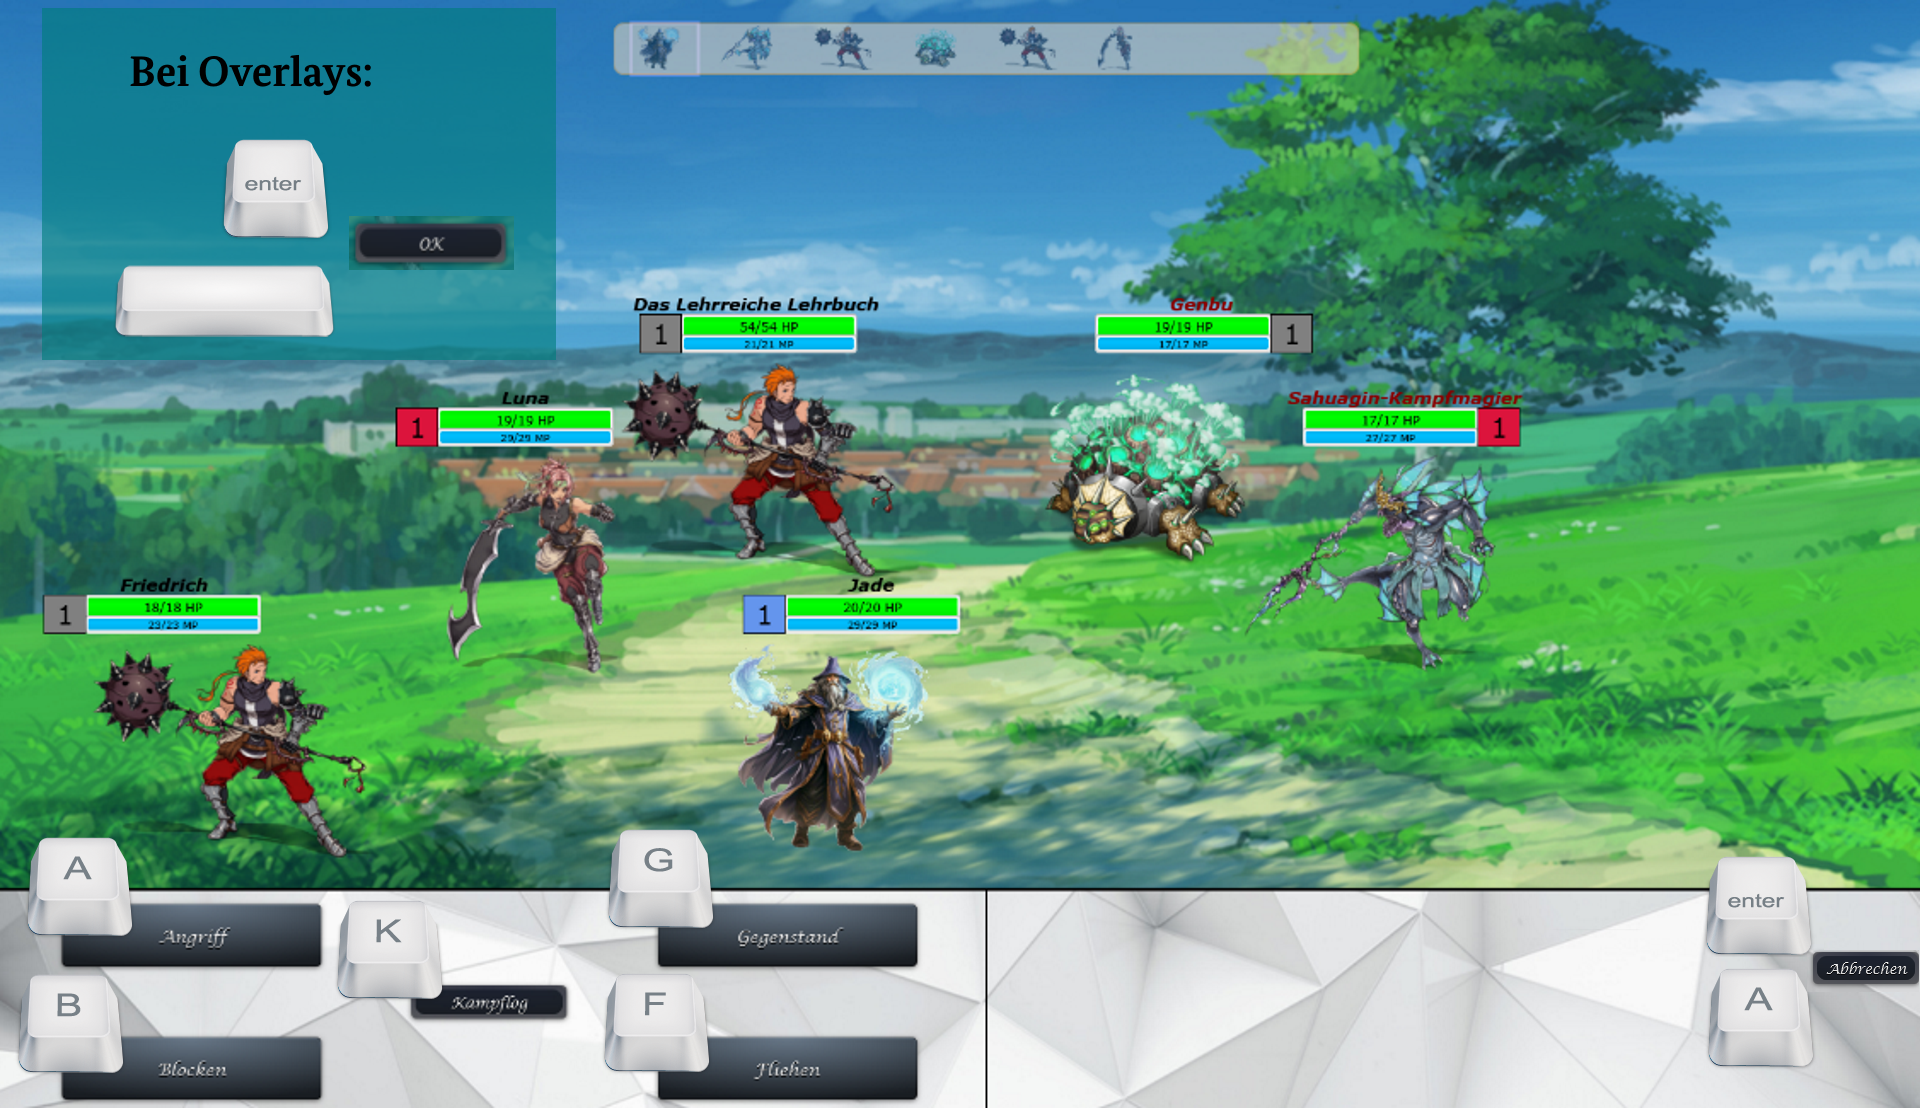 Bei Overlays:
enter
OK
Das Lehrreiche Lehrbuch
1
54/54 HP
21/21 MP
Genbu
19/19 HP
17/17 MP
1
Luna
1
19/19 HP
29/29 MP
Sahuagin-Kampfmagier
17/17 HP
27/27 MP
1
Friedrich
1
18/18 HP
23/23 MP
Jade
1
20/20 HP
29/29 MP
A
Angriff
K
Kampflog
G
Gegenstand
B
Blocken
F
Fliehen
enter
Abbrechen
A